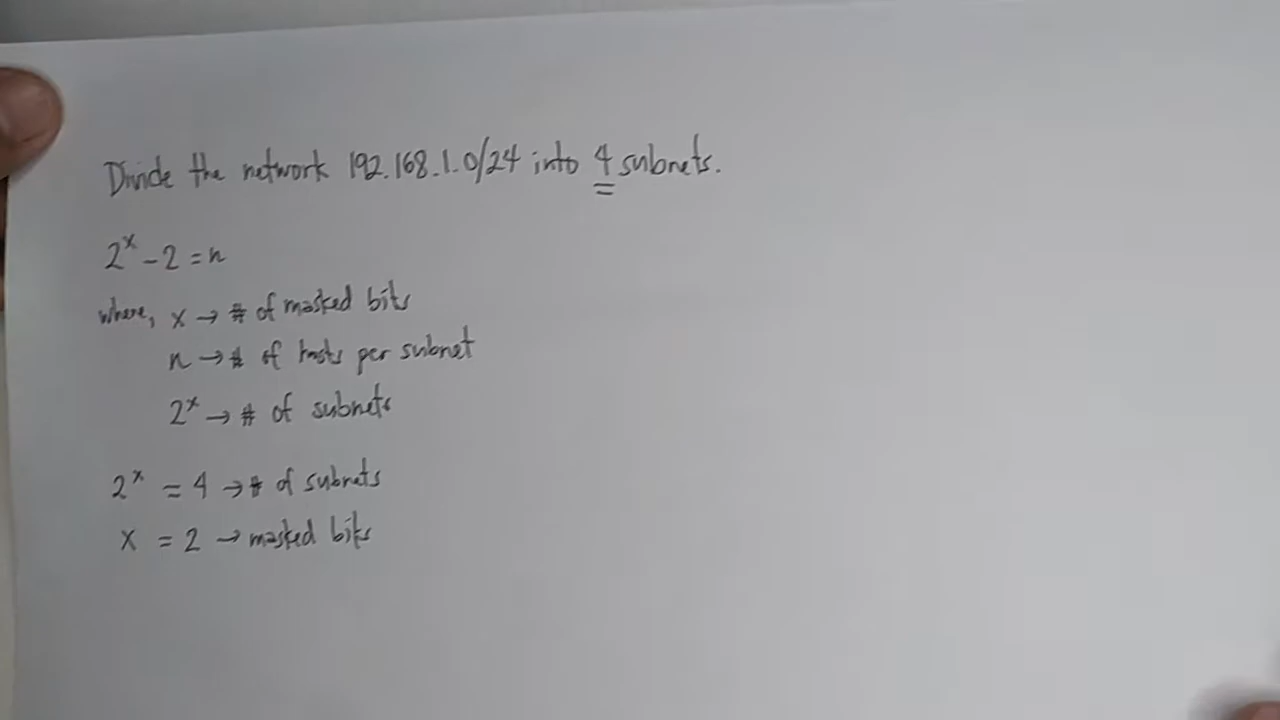 Divide the network 192.168.1.0/24 into 4 subnets.
2^x - 2 = n
where, x → # of masked bits
n → # of hosts per subnet
2^x → # of subnets
2^x = 4 → # of subnets
x = 2 → masked bits